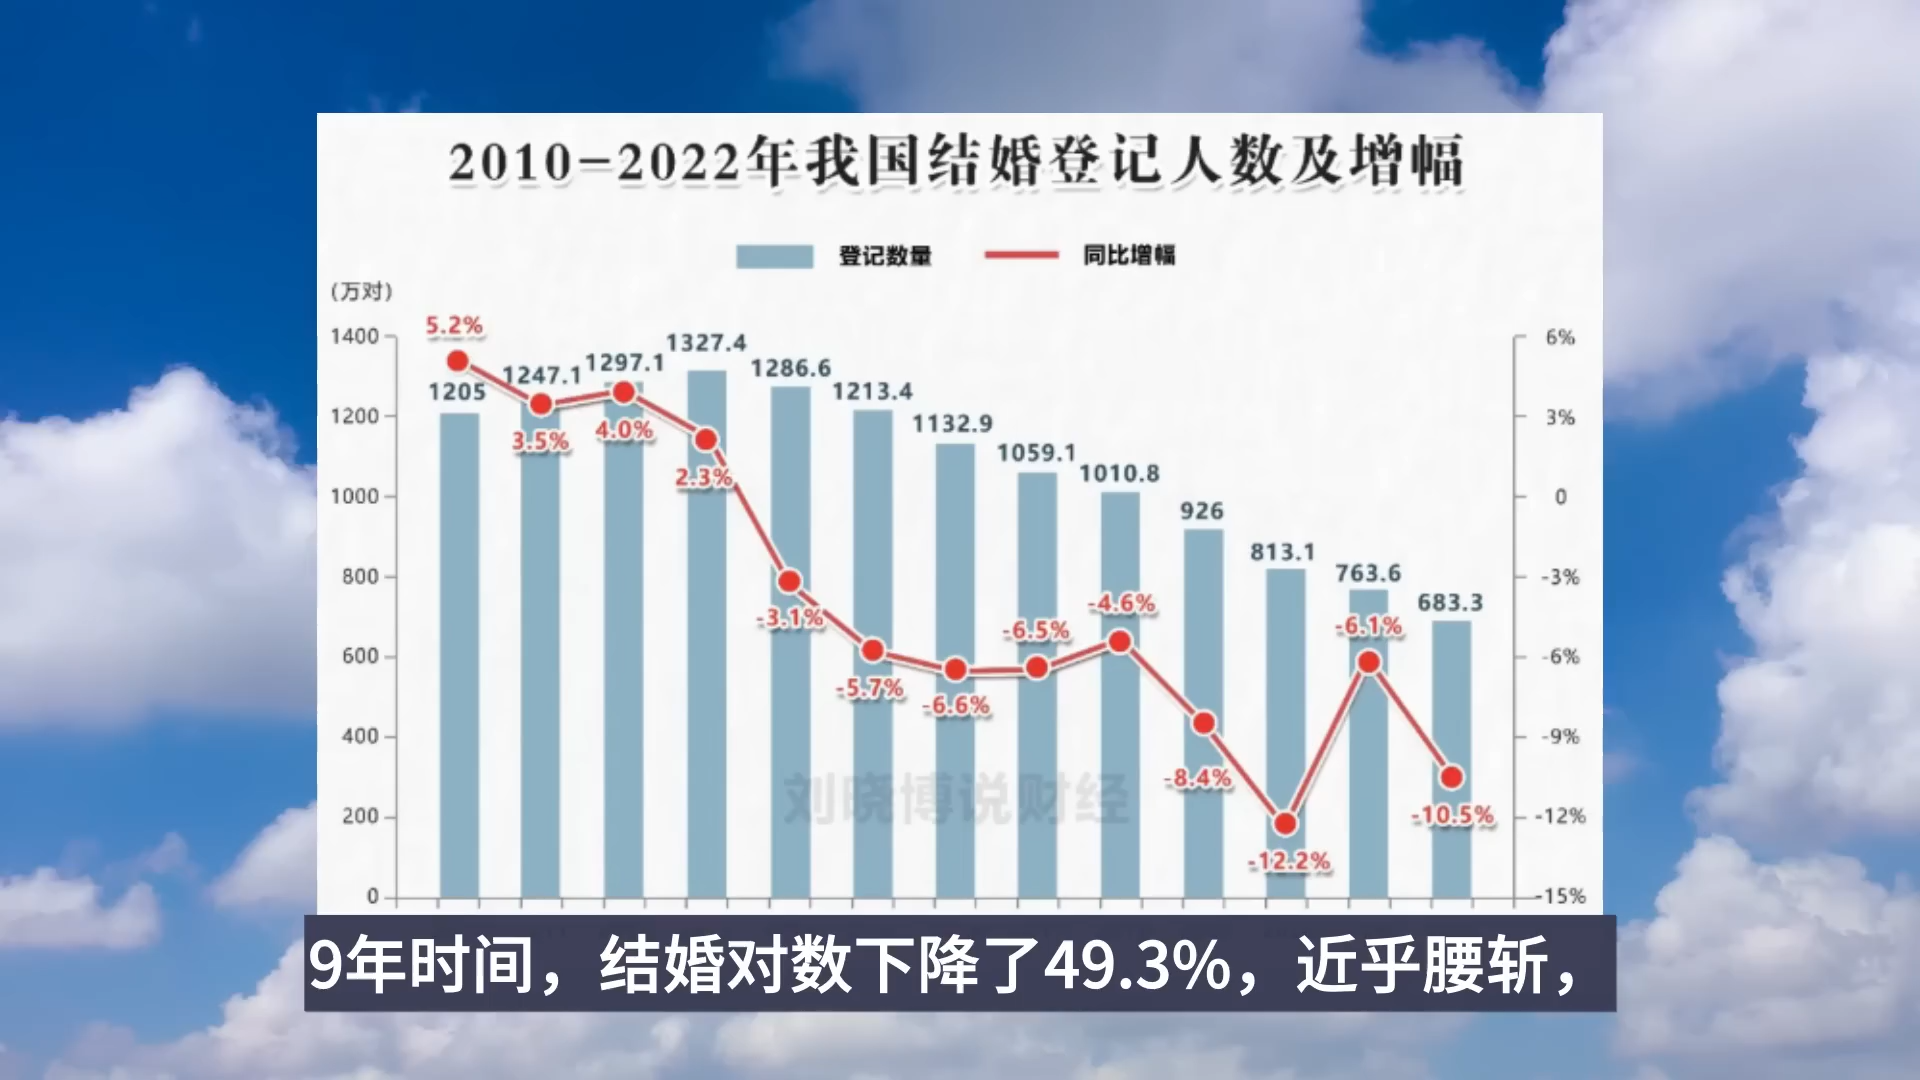 2010-2022年我国结婚登记人数及增幅
登记数量 同比增幅
(万对)
1400 1200 1000 800 600 400 200 0
6% 3% 0 -3% -6% -9% -12% -15%
1205 1247.1 1297.1 1327.4 1286.6 1213.4 1132.9 1059.1 1010.8 926 813.1 763.6 683.3
5.2% 3.5% 4.0% 2.3% -3.1% -5.7% -6.6% -6.5% -4.6% -8.4% -12.2% -6.1% -10.5%
刘晓博说财经
9年时间，结婚对数下降了49.3%，近乎腰斩，